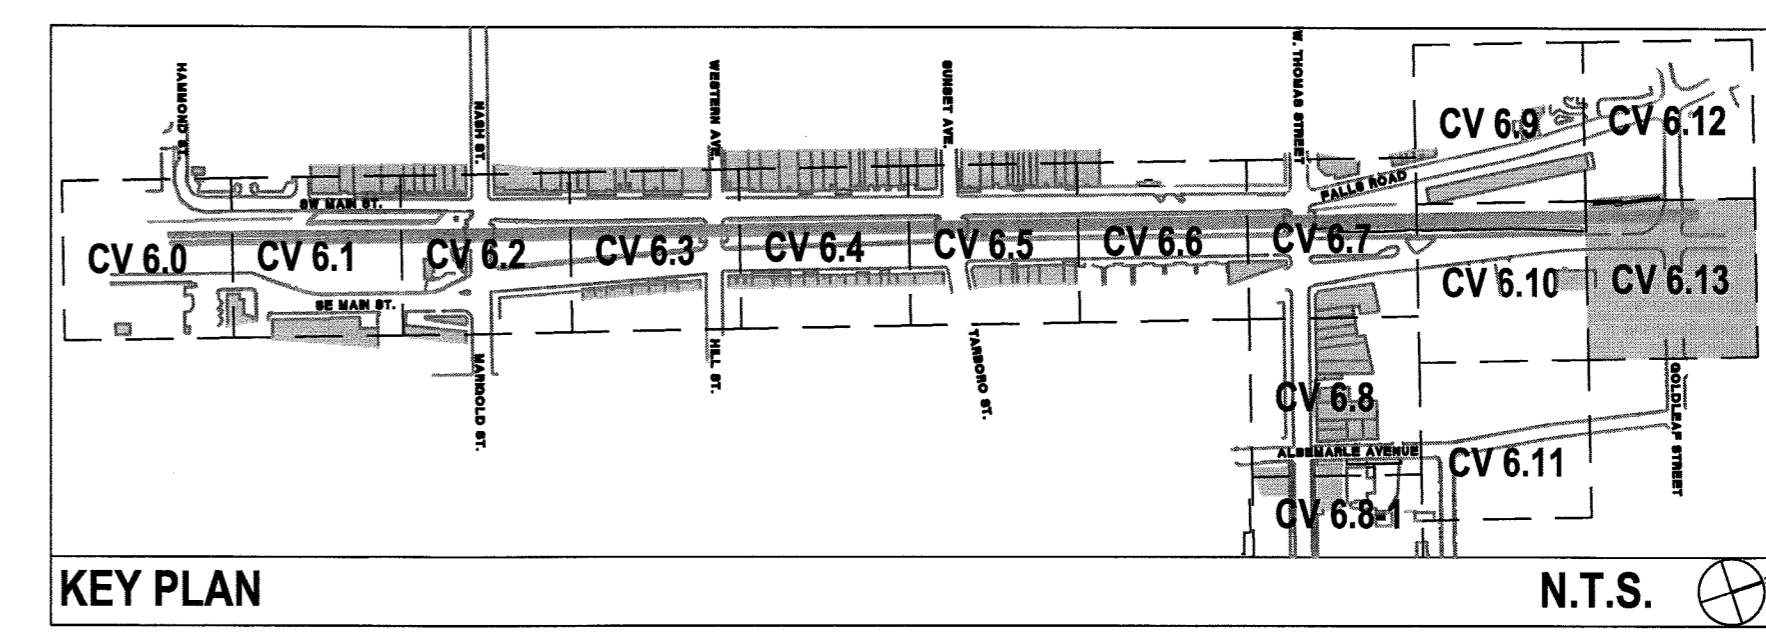 HAMMOND ST.
NASH ST.
WESTERN AVE.
SUNSET AVE.
W. THOMAS STREET
CV 6.9
CV 6.12
FALLS ROAD
SW MAIN ST.
CV 6.0
CV 6.1
CV 6.2
CV 6.3
CV 6.4
CV 6.5
CV 6.6
CV 6.7
CV 6.10
CV 6.13
SE MAIN ST.
MARIGOLD ST.
HILL ST.
TARBORO ST.
GOLDLEAF STREET
CV 6.8
ALBEMARLE AVENUE
CV 6.11
CV 6.8-1
KEY PLAN
N.T.S.